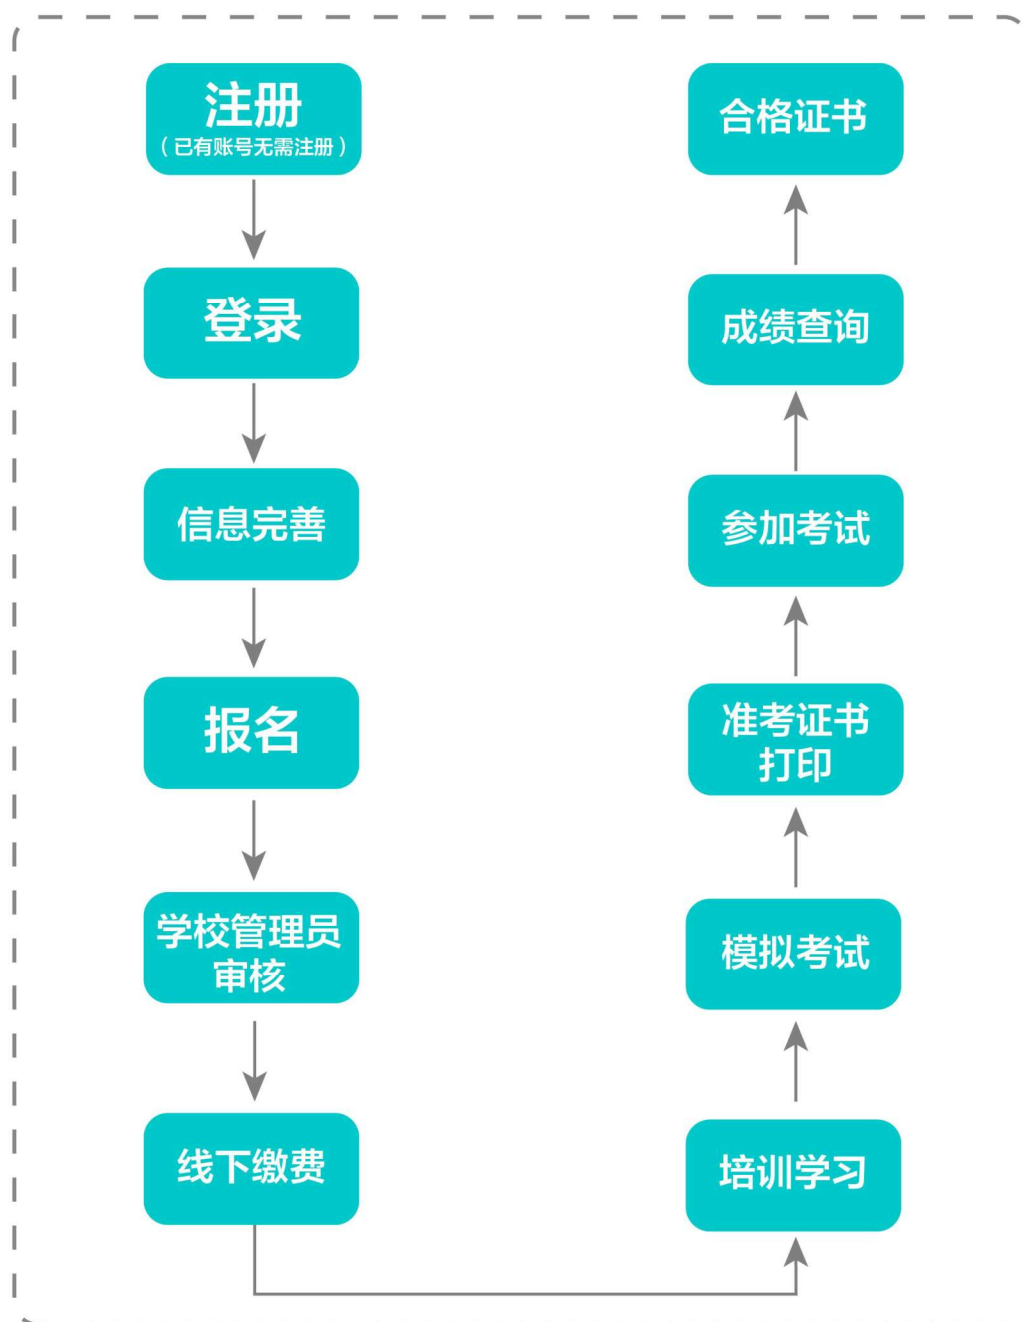 注册
（已有账号无需注册）
登录
信息完善
报名
学校管理员
审核
线下缴费
培训学习
模拟考试
准考证书
打印
参加考试
成绩查询
合格证书